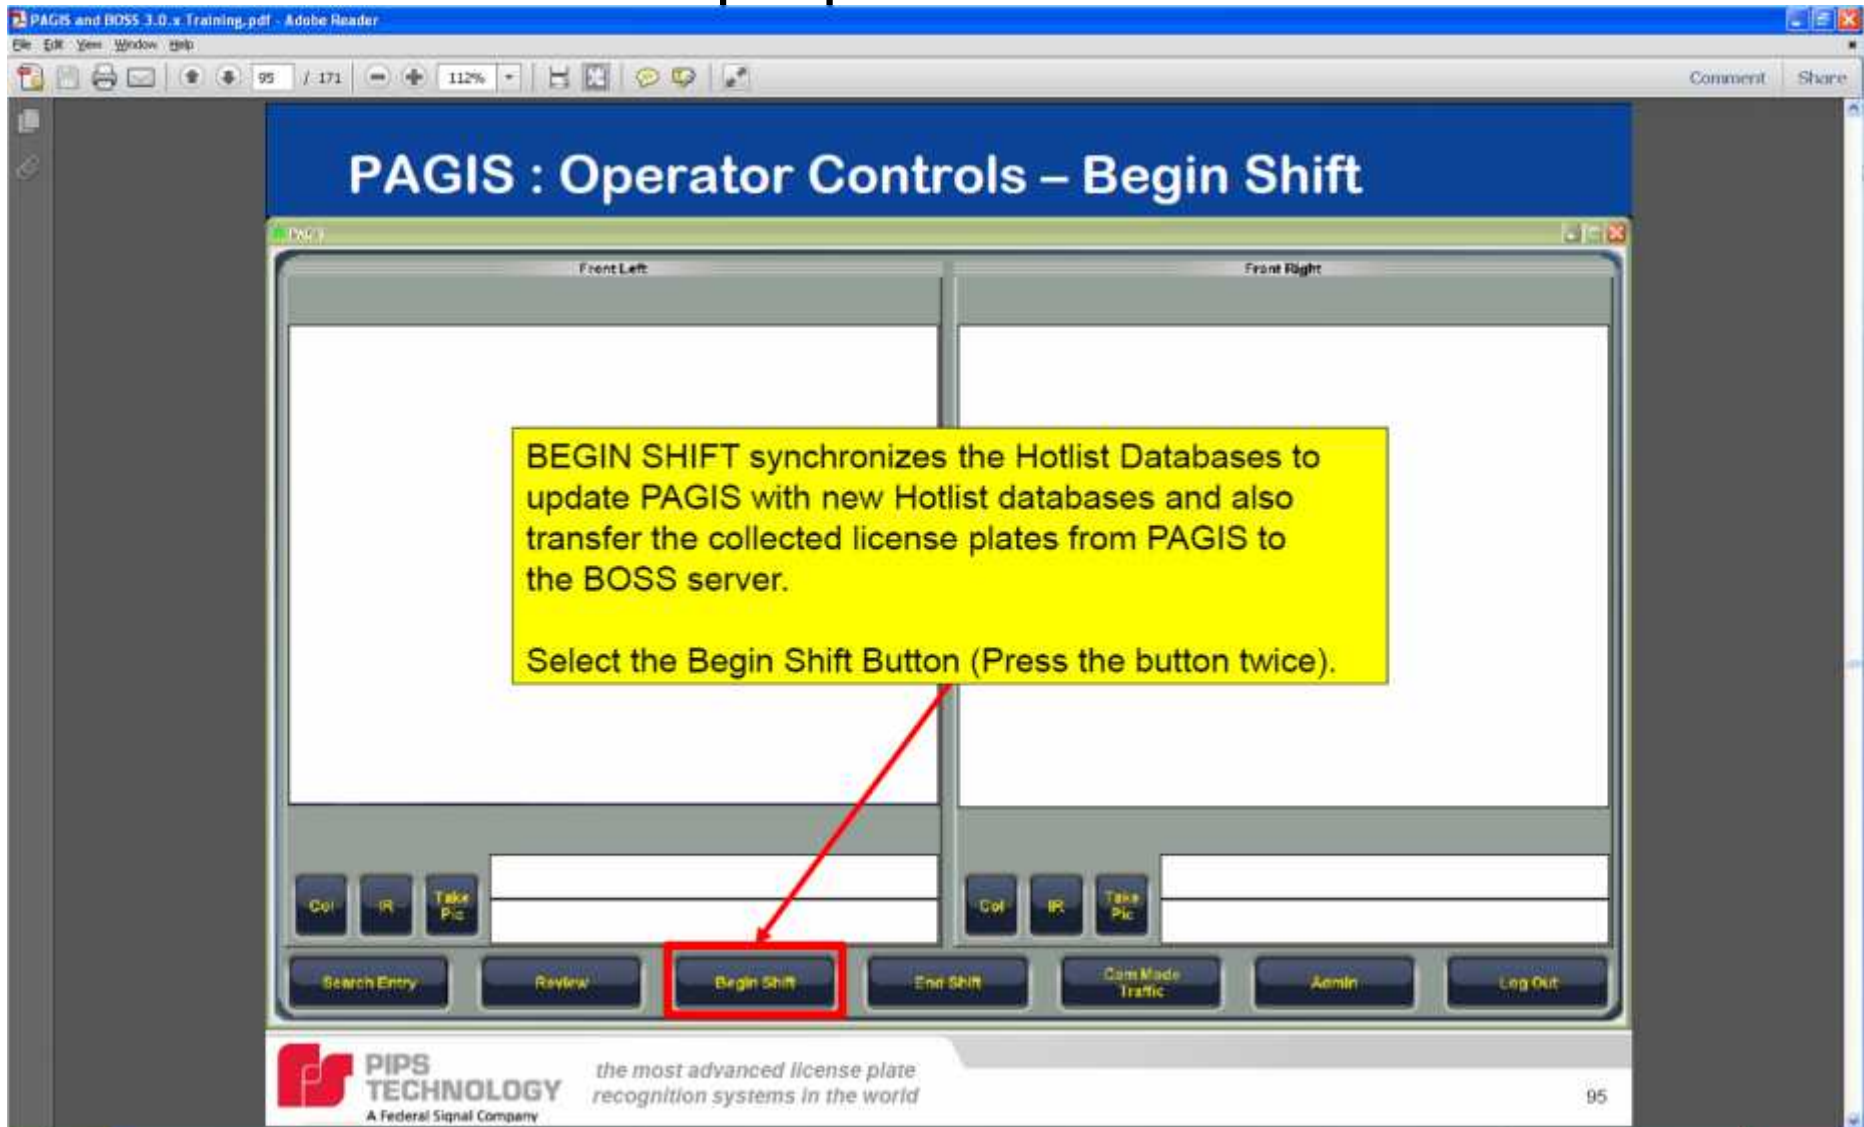 PAGIS and BOSS 3.0.x Training.pdf - Adobe Reader
File Edit View Window Help
95 / 171 112% Comment Share
PAGIS : Operator Controls – Begin Shift
PAGIS
Front Left Front Right
BEGIN SHIFT synchronizes the Hotlist Databases to
update PAGIS with new Hotlist databases and also
transfer the collected license plates from PAGIS to
the BOSS server.
Select the Begin Shift Button (Press the button twice).
Col IR Take Pic Col IR Take Pic
Search Entry Review Begin Shift End Shift Cam Mode Traffic Admin Log Out
PIPS
TECHNOLOGY
A Federal Signal Company
the most advanced license plate
recognition systems in the world
95